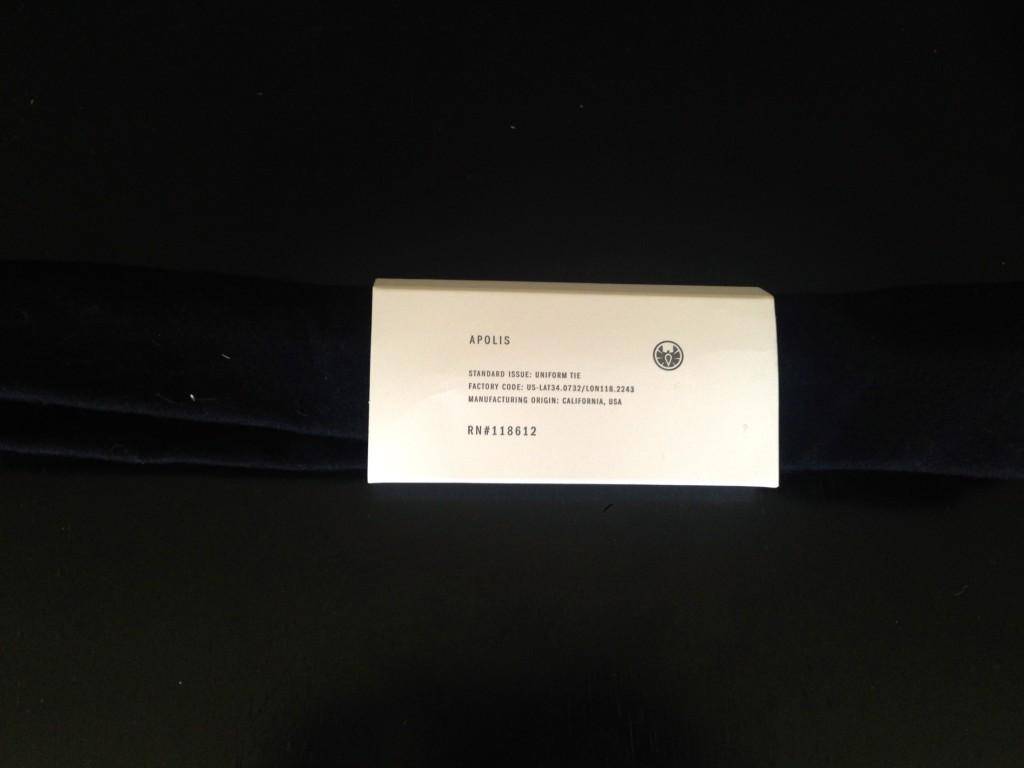 APOLIS
STANDARD ISSUE: UNIFORM TIE
FACTORY CODE: US-LAT34.0732/LON118.2243
MANUFACTURING ORIGIN: CALIFORNIA, USA
RN#118612